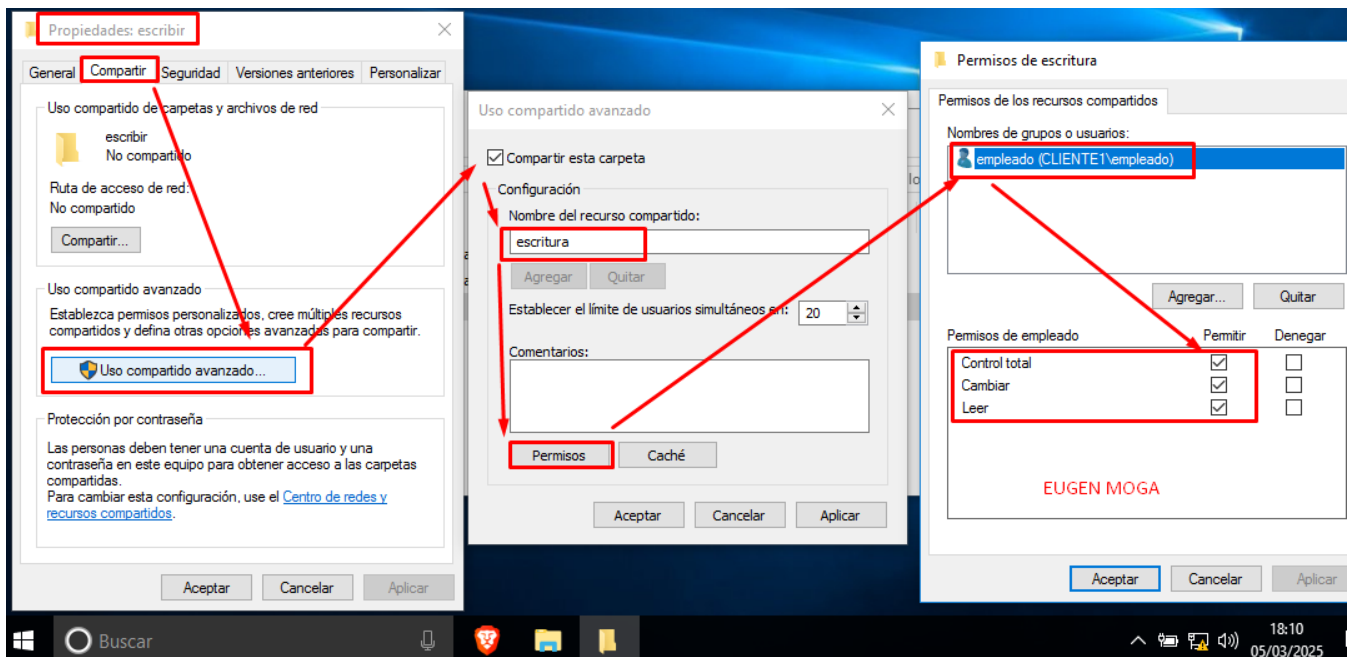 Propiedades: escribir
General Compartir Seguridad Versiones anteriores Personalizar
Uso compartido de carpetas y archivos de red
escribir
No compartido
Ruta de acceso de red:
No compartido
Compartir...
Uso compartido avanzado
Establezca permisos personalizados, cree múltiples recursos
compartidos y defina otras opciones avanzadas para compartir.
Uso compartido avanzado...
Protección por contraseña
Las personas deben tener una cuenta de usuario y una
contraseña en este equipo para obtener acceso a las carpetas
compartidas.
Para cambiar esta configuración, use el Centro de redes y
recursos compartidos.
Aceptar Cancelar Aplicar
Uso compartido avanzado
Compartir esta carpeta
Configuración
Nombre del recurso compartido:
escritura
Agregar Quitar
Establecer el límite de usuarios simultáneos en: 20
Comentarios:
Permisos Caché
Aceptar Cancelar Aplicar
Permisos de escritura
Permisos de los recursos compartidos
Nombres de grupos o usuarios:
empleado (CLIENTE1\empleado)
Agregar... Quitar
Permisos de empleado Permitir Denegar
Control total
Cambiar
Leer
EUGEN MOGA
Aceptar Cancelar Aplicar
Buscar
18:10
05/03/2025